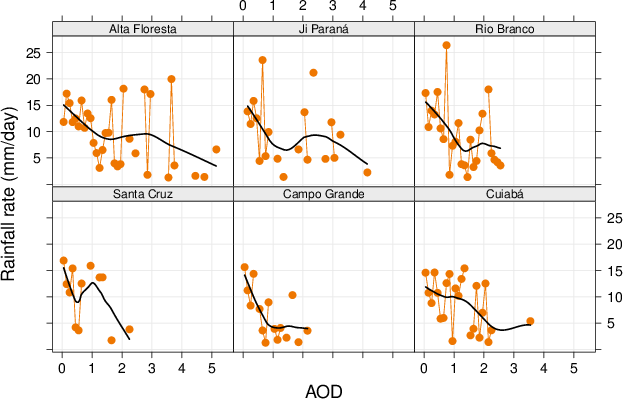 0 1 2 3 4 5
Alta Floresta Ji Paraná Rio Branco
25
20
15
10
5
Rainfall rate (mm/day)
Santa Cruz Campo Grande Cuiabá
25
20
15
10
5
0 1 2 3 4 5 0 1 2 3 4 5
AOD